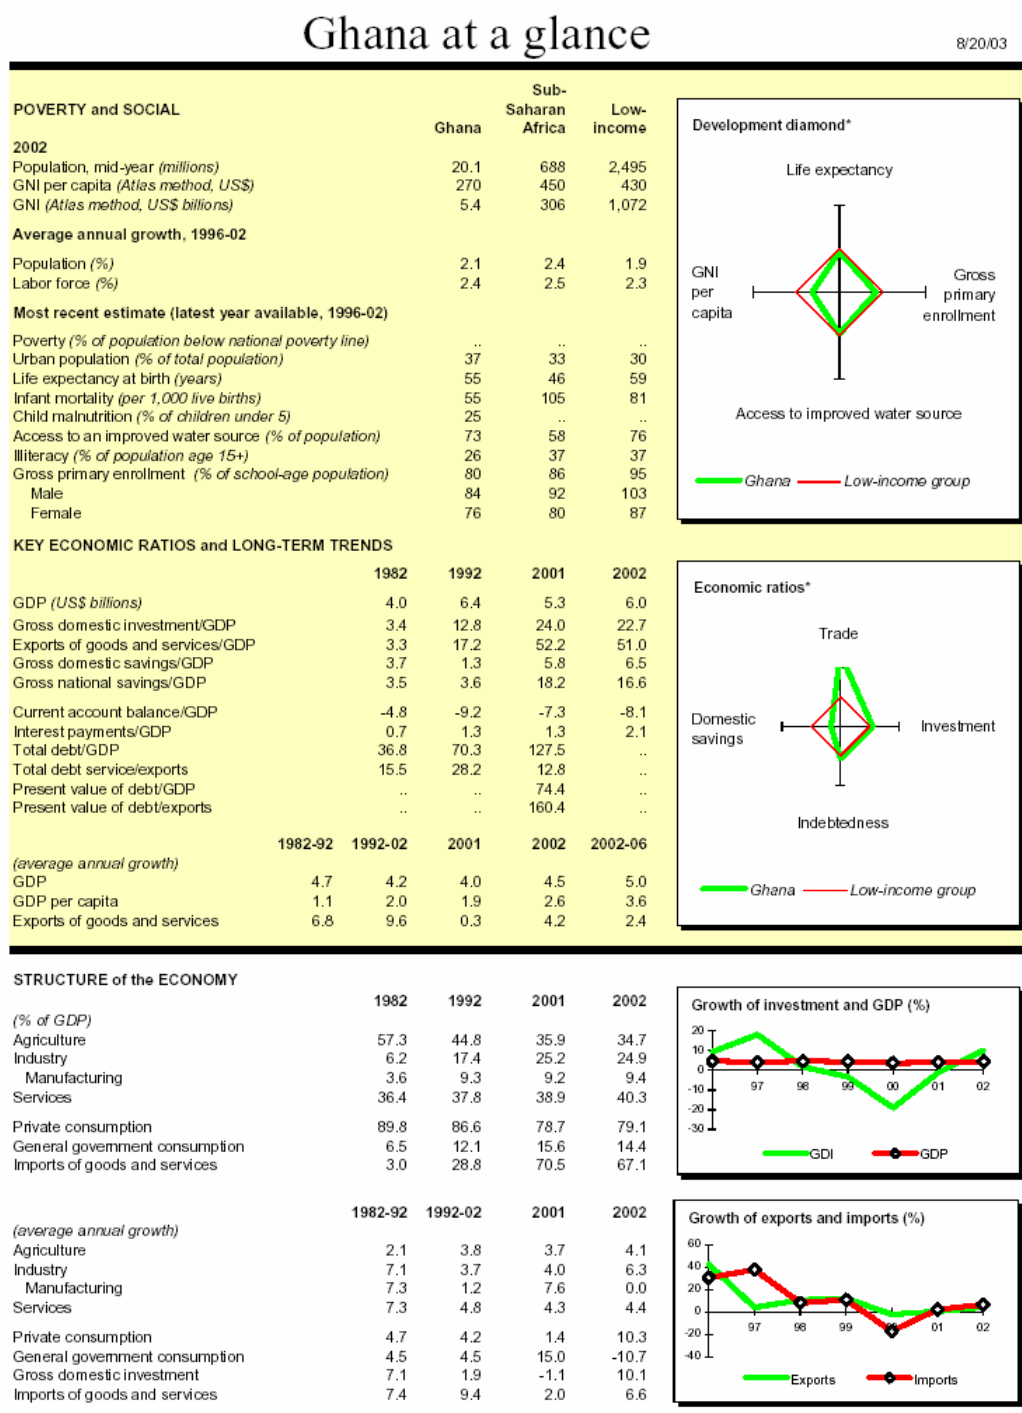 Ghana at a glance
8/20/03
POVERTY and SOCIAL
Ghana Sub-Saharan Africa Low-income
2002
Population, mid-year (millions) 20.1 688 2,495
GNI per capita (Atlas method, US$) 270 450 430
GNI (Atlas method, US$ billions) 5.4 306 1,072
Average annual growth, 1996-02
Population (%) 2.1 2.4 1.9
Labor force (%) 2.4 2.5 2.3
Most recent estimate (latest year available, 1996-02)
Poverty (% of population below national poverty line) .. .. ..
Urban population (% of total population) 37 33 30
Life expectancy at birth (years) 55 46 59
Infant mortality (per 1,000 live births) 55 105 81
Child malnutrition (% of children under 5) 25 .. ..
Access to an improved water source (% of population) 73 58 76
Illiteracy (% of population age 15+) 26 37 37
Gross primary enrollment (% of school-age population) 80 86 95
Male 84 92 103
Female 76 80 87
Development diamond*
Life expectancy
GNI per capita
Gross primary enrollment
Access to improved water source
Ghana Low-income group
KEY ECONOMIC RATIOS and LONG-TERM TRENDS
1982 1992 2001 2002
GDP (US$ billions) 4.0 6.4 5.3 6.0
Gross domestic investment/GDP 3.4 12.8 24.0 22.7
Exports of goods and services/GDP 3.3 17.2 52.2 51.0
Gross domestic savings/GDP 3.7 1.3 5.8 6.5
Gross national savings/GDP 3.5 3.6 18.2 16.6
Current account balance/GDP -4.8 -9.2 -7.3 -8.1
Interest payments/GDP 0.7 1.3 1.3 2.1
Total debt/GDP 36.8 70.3 127.5 ..
Total debt service/exports 15.5 28.2 12.8 ..
Present value of debt/GDP .. .. 74.4 ..
Present value of debt/exports .. .. 160.4 ..
1982-92 1992-02 2001 2002 2002-06
(average annual growth)
GDP 4.7 4.2 4.0 4.5 5.0
GDP per capita 1.1 2.0 1.9 2.6 3.6
Exports of goods and services 6.8 9.6 0.3 4.2 2.4
Economic ratios*
Trade
Domestic savings
Investment
Indebtedness
Ghana Low-income group
STRUCTURE of the ECONOMY
1982 1992 2001 2002
(% of GDP)
Agriculture 57.3 44.8 35.9 34.7
Industry 6.2 17.4 25.2 24.9
Manufacturing 3.6 9.3 9.2 9.4
Services 36.4 37.8 38.9 40.3
Private consumption 89.8 86.6 78.7 79.1
General government consumption 6.5 12.1 15.6 14.4
Imports of goods and services 3.0 28.8 70.5 67.1
1982-92 1992-02 2001 2002
(average annual growth)
Agriculture 2.1 3.8 3.7 4.1
Industry 7.1 3.7 4.0 6.3
Manufacturing 7.3 1.2 7.6 0.0
Services 7.3 4.8 4.3 4.4
Private consumption 4.7 4.2 1.4 10.3
General government consumption 4.5 4.5 15.0 -10.7
Gross domestic investment 7.1 1.9 -1.1 10.1
Imports of goods and services 7.4 9.4 2.0 6.6
Growth of investment and GDP (%)
20
10
0
-10
-20
-30
97 98 99 00 01 02
GDI GDP
Growth of exports and imports (%)
60
40
20
0
-20
-40
97 98 99 00 01 02
Exports Imports